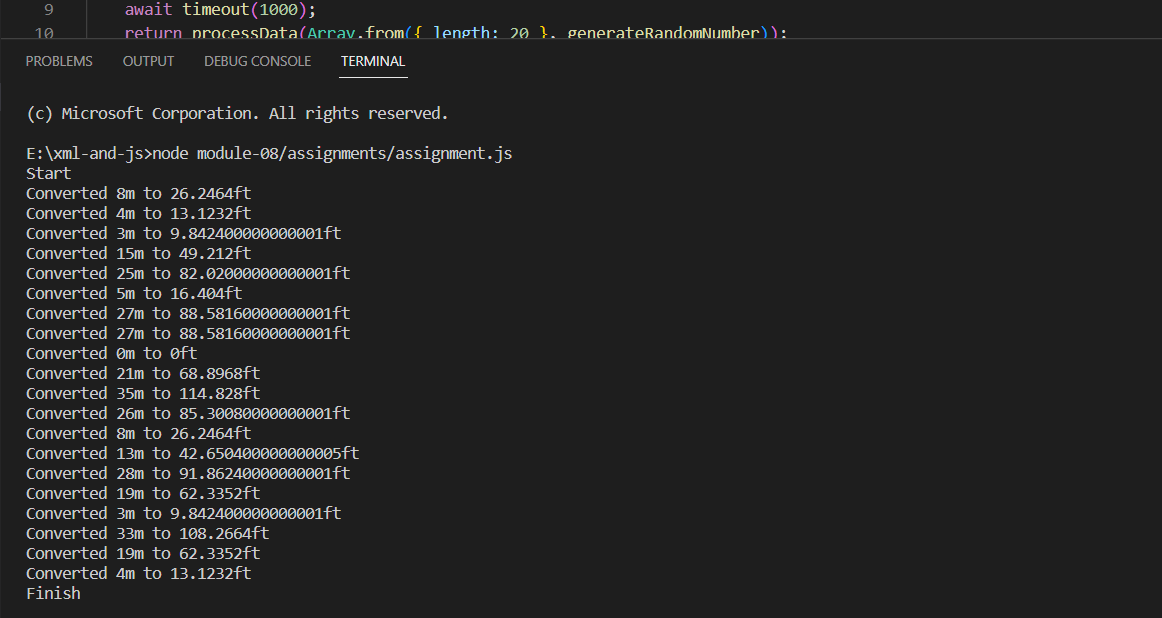 9 await timeout(1000);
10 return processData(Array.from({ length: 20 }, generateRandomNumber));
PROBLEMS OUTPUT DEBUG CONSOLE TERMINAL
(c) Microsoft Corporation. All rights reserved.
E:\xml-and-js>node module-08/assignments/assignment.js
Start
Converted 8m to 26.2464ft
Converted 4m to 13.1232ft
Converted 3m to 9.842400000000001ft
Converted 15m to 49.212ft
Converted 25m to 82.02000000000001ft
Converted 5m to 16.404ft
Converted 27m to 88.58160000000001ft
Converted 27m to 88.58160000000001ft
Converted 0m to 0ft
Converted 21m to 68.8968ft
Converted 35m to 114.828ft
Converted 26m to 85.30080000000001ft
Converted 8m to 26.2464ft
Converted 13m to 42.650400000000005ft
Converted 28m to 91.86240000000001ft
Converted 19m to 62.3352ft
Converted 3m to 9.842400000000001ft
Converted 33m to 108.2664ft
Converted 19m to 62.3352ft
Converted 4m to 13.1232ft
Finish